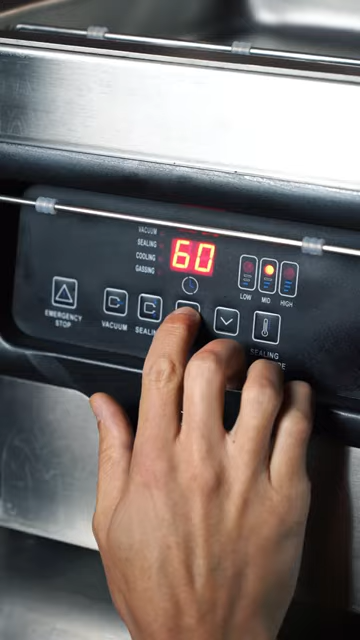 VACUUM
SEALING
COOLING
GASSING
60
LOW MID HIGH
EMERGENCY
STOP
VACUUM
SEALING